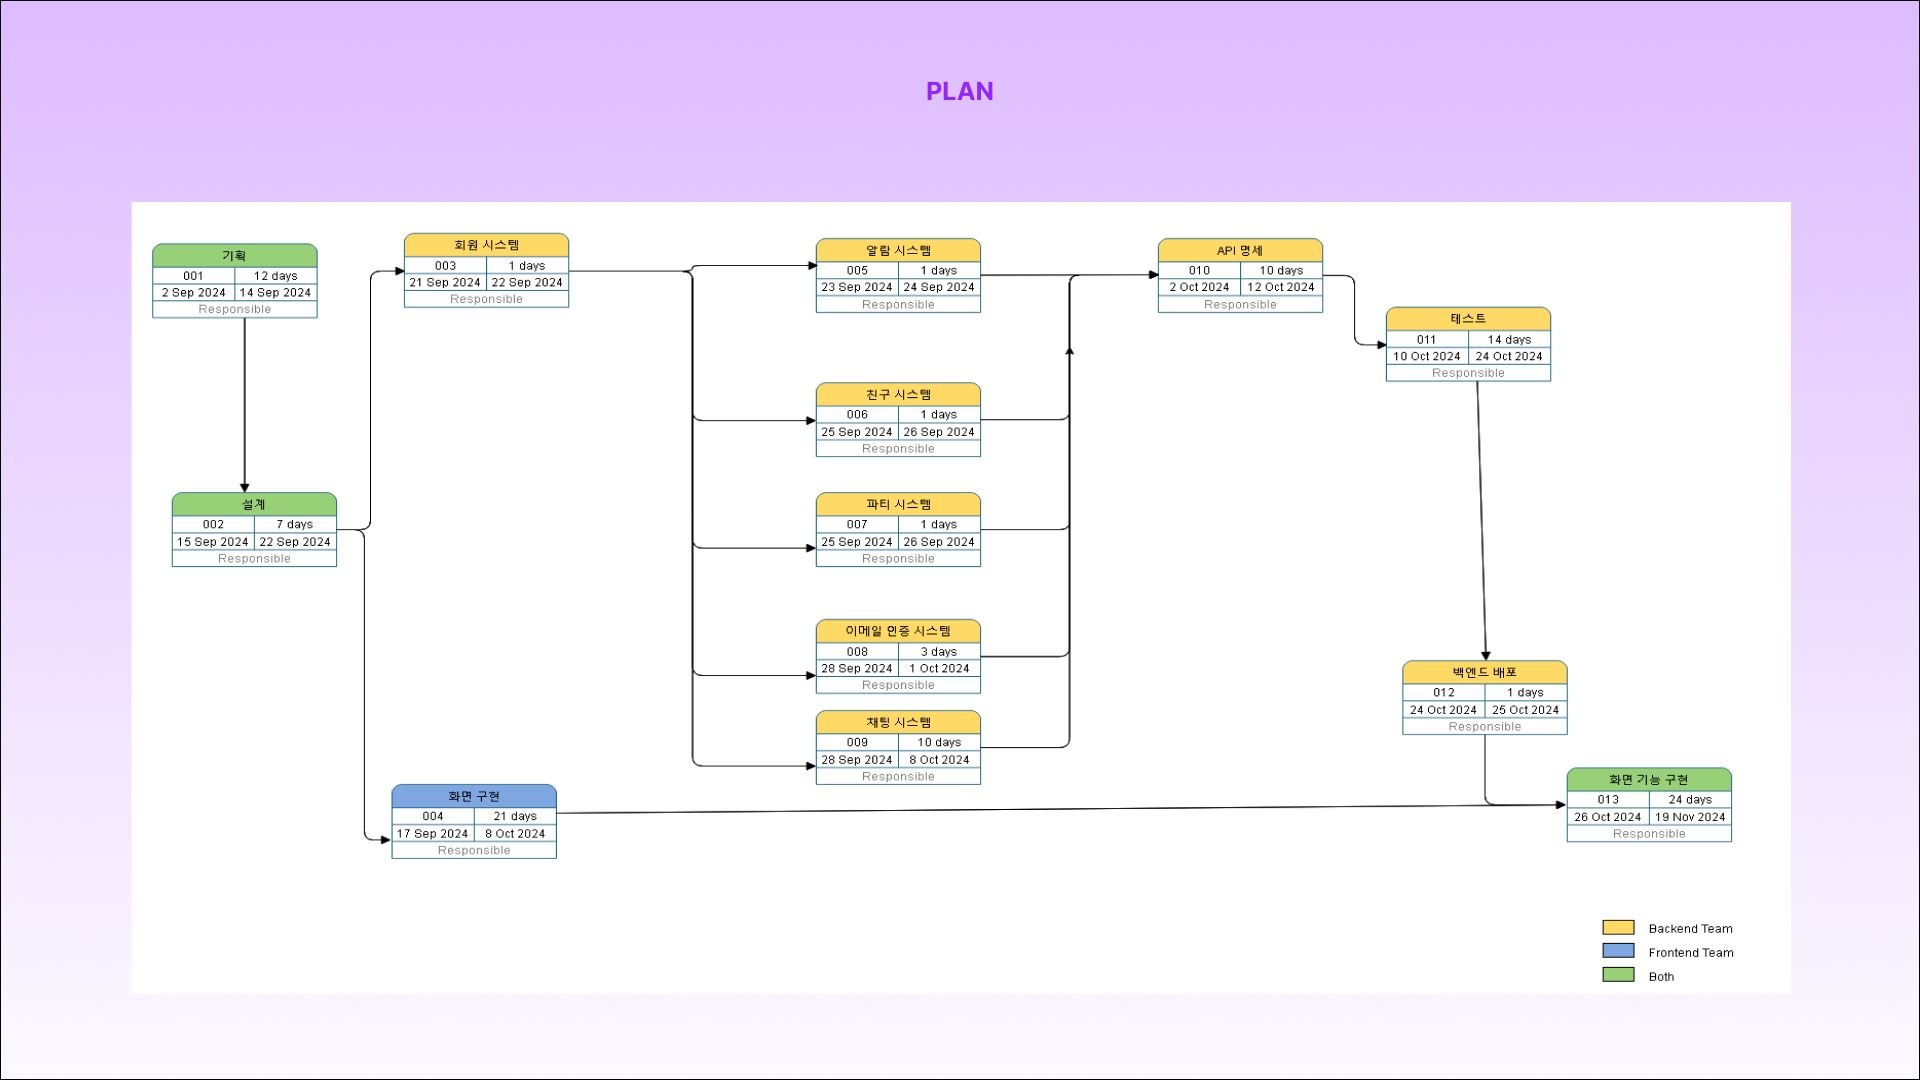 PLAN
기획
001 12 days
2 Sep 2024 14 Sep 2024
Responsible
설계
002 7 days
15 Sep 2024 22 Sep 2024
Responsible
회원 시스템
003 1 days
21 Sep 2024 22 Sep 2024
Responsible
화면 구현
004 21 days
17 Sep 2024 8 Oct 2024
Responsible
알람 시스템
005 1 days
23 Sep 2024 24 Sep 2024
Responsible
친구 시스템
006 1 days
25 Sep 2024 26 Sep 2024
Responsible
파티 시스템
007 1 days
25 Sep 2024 26 Sep 2024
Responsible
이메일 인증 시스템
008 3 days
28 Sep 2024 1 Oct 2024
Responsible
채팅 시스템
009 10 days
28 Sep 2024 8 Oct 2024
Responsible
API 명세
010 10 days
2 Oct 2024 12 Oct 2024
Responsible
테스트
011 14 days
10 Oct 2024 24 Oct 2024
Responsible
백엔드 배포
012 1 days
24 Oct 2024 25 Oct 2024
Responsible
화면 기능 구현
013 24 days
26 Oct 2024 19 Nov 2024
Responsible
Backend Team
Frontend Team
Both